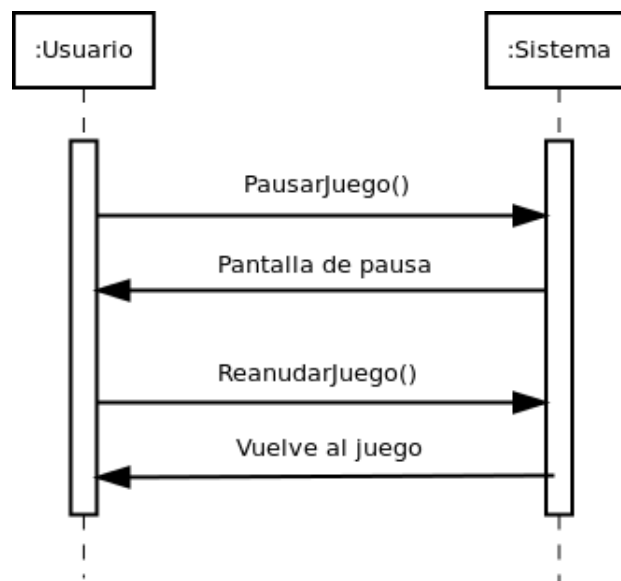 :Usuario
:Sistema
PausarJuego()
Pantalla de pausa
ReanudarJuego()
Vuelve al juego